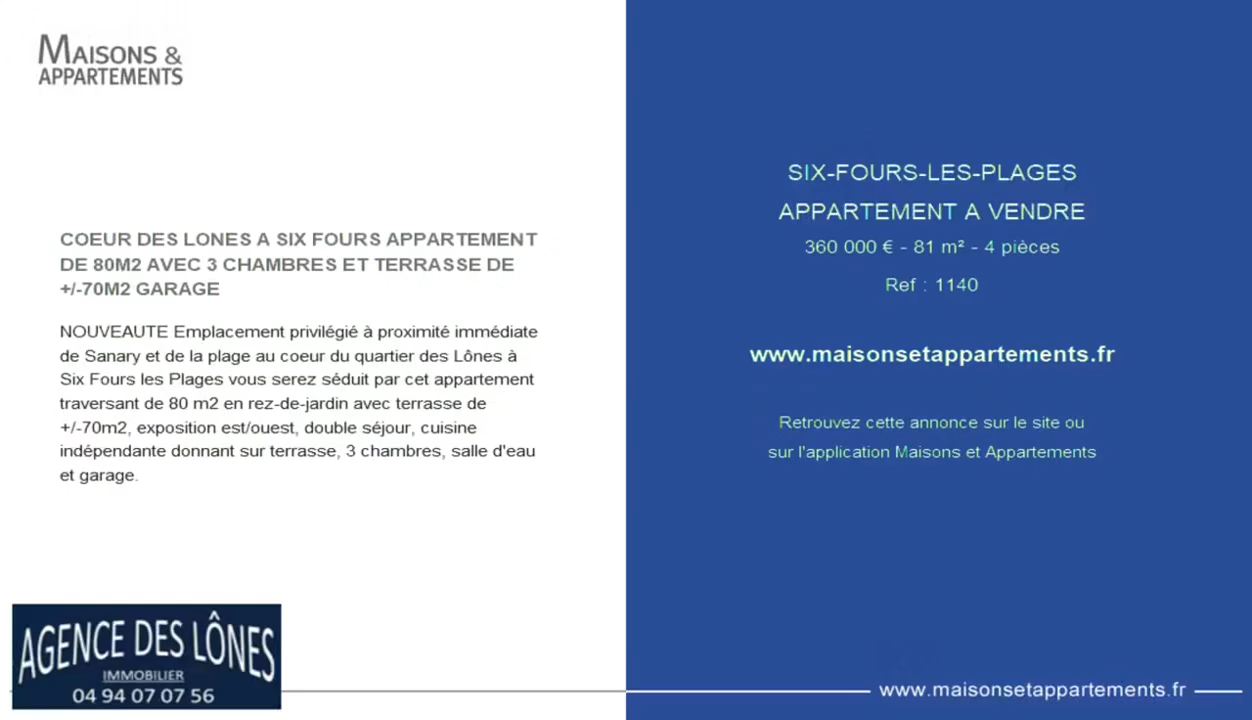 MAISONS &
APPARTEMENTS
COEUR DES LONES A SIX FOURS APPARTEMENT
DE 80M2 AVEC 3 CHAMBRES ET TERRASSE DE
+/-70M2 GARAGE
NOUVEAUTE Emplacement privilégié à proximité immédiate
de Sanary et de la plage au coeur du quartier des Lônes à
Six Fours les Plages vous serez séduit par cet appartement
traversant de 80 m2 en rez-de-jardin avec terrasse de
+/-70m2, exposition est/ouest, double séjour, cuisine
indépendante donnant sur terrasse, 3 chambres, salle d'eau
et garage.
AGENCE DES LÔNES
IMMOBILIER
04 94 07 07 56
SIX-FOURS-LES-PLAGES
APPARTEMENT A VENDRE
360 000 € - 81 m² - 4 pièces
Ref : 1140
www.maisonsetappartements.fr
Retrouvez cette annonce sur le site ou
sur l'application Maisons et Appartements
www.maisonsetappartements.fr